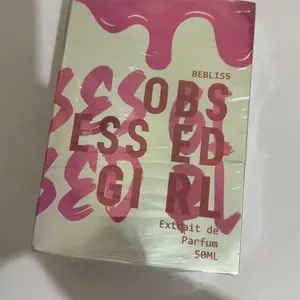 BEBLISS
OBS
ESS ED
GI RL
Extrait de
Parfum
50ML